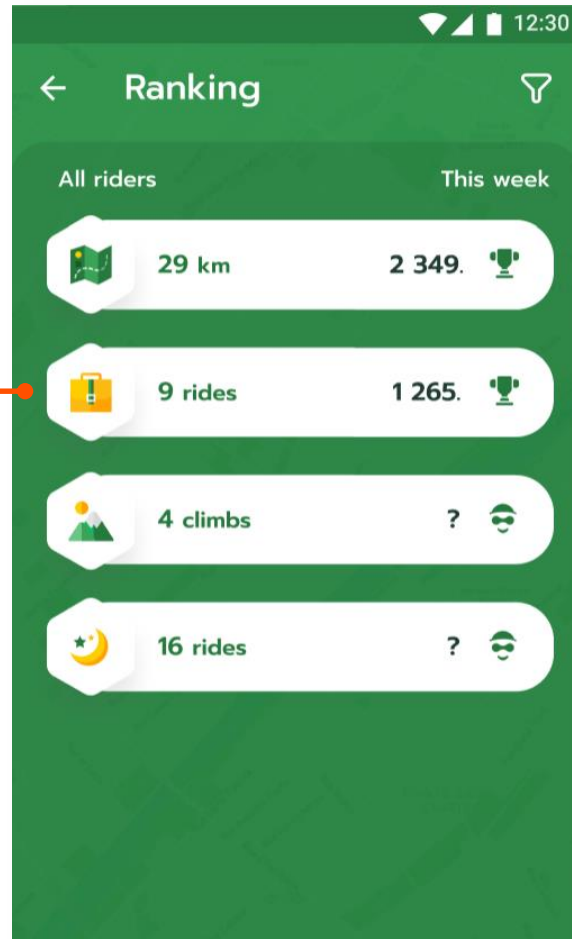 12:30
Ranking
All riders This week
29 km 2 349.
9 rides 1 265.
4 climbs ?
16 rides ?